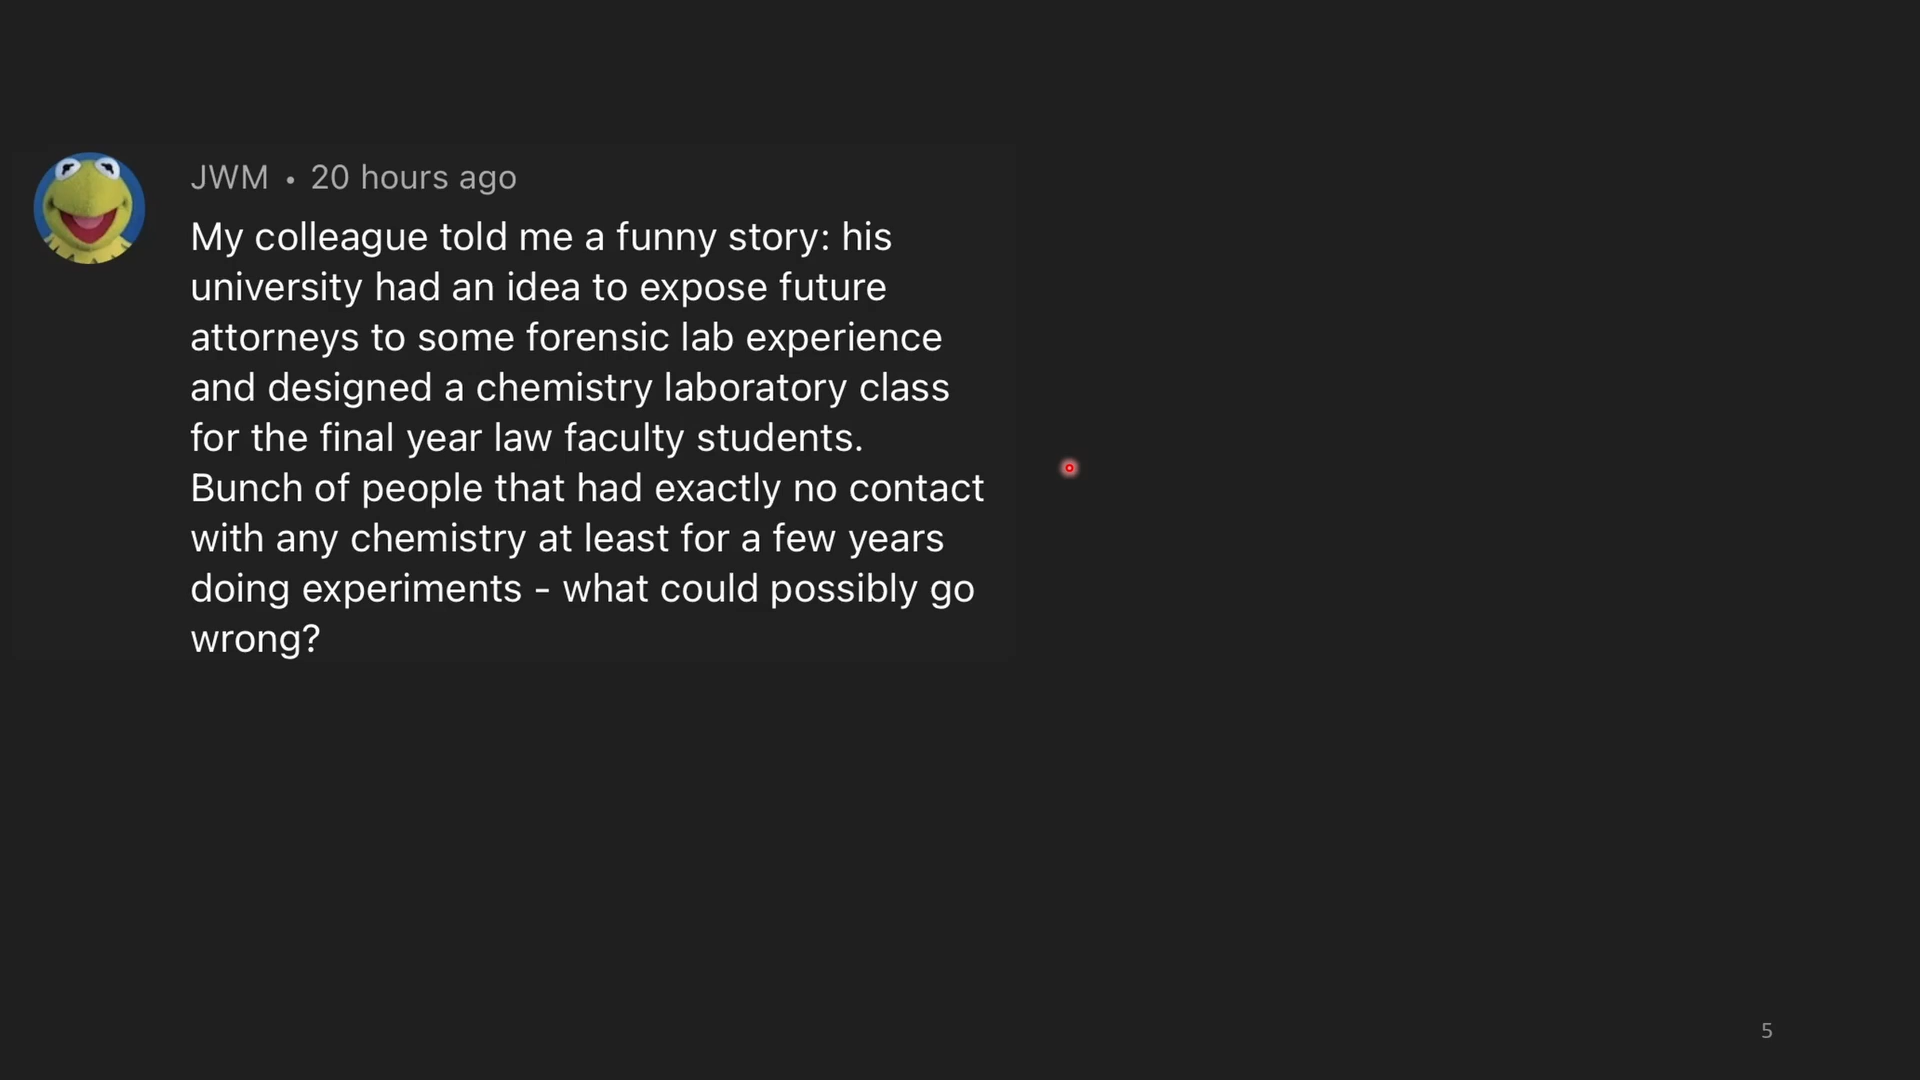 JWM • 20 hours ago
My colleague told me a funny story: his
university had an idea to expose future
attorneys to some forensic lab experience
and designed a chemistry laboratory class
for the final year law faculty students.
Bunch of people that had exactly no contact
with any chemistry at least for a few years
doing experiments - what could possibly go
wrong?
5